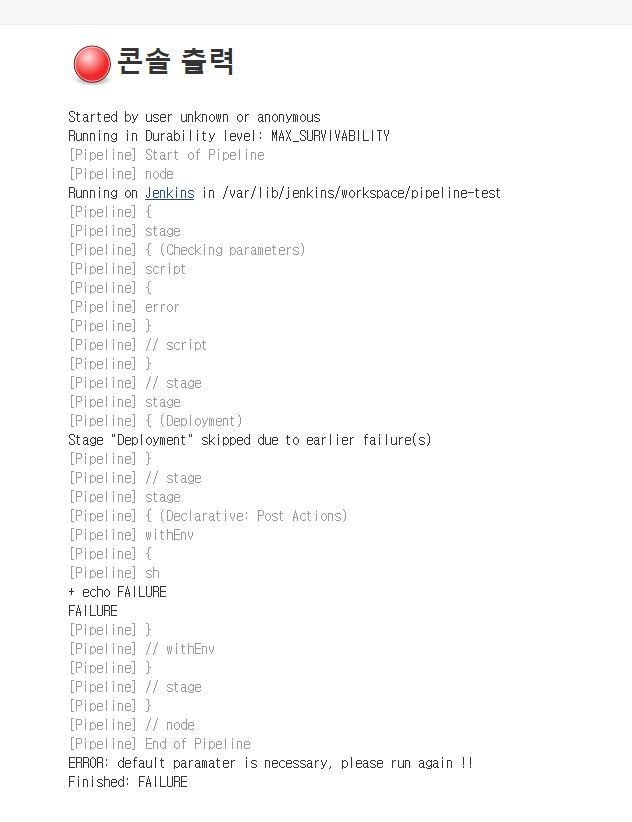 콘솔 출력
Started by user unknown or anonymous
Running in Durability level: MAX_SURVIVABILITY
[Pipeline] Start of Pipeline
[Pipeline] node
Running on Jenkins in /var/lib/jenkins/workspace/pipeline-test
[Pipeline] {
[Pipeline] stage
[Pipeline] { (Checking parameters)
[Pipeline] script
[Pipeline] {
[Pipeline] error
[Pipeline] }
[Pipeline] // script
[Pipeline] }
[Pipeline] // stage
[Pipeline] stage
[Pipeline] { (Deployment)
Stage "Deployment" skipped due to earlier failure(s)
[Pipeline] }
[Pipeline] // stage
[Pipeline] stage
[Pipeline] { (Declarative: Post Actions)
[Pipeline] withEnv
[Pipeline] {
[Pipeline] sh
+ echo FAILURE
FAILURE
[Pipeline] }
[Pipeline] // withEnv
[Pipeline] }
[Pipeline] // stage
[Pipeline] }
[Pipeline] // node
[Pipeline] End of Pipeline
ERROR: default paramater is necessary, please run again !!
Finished: FAILURE